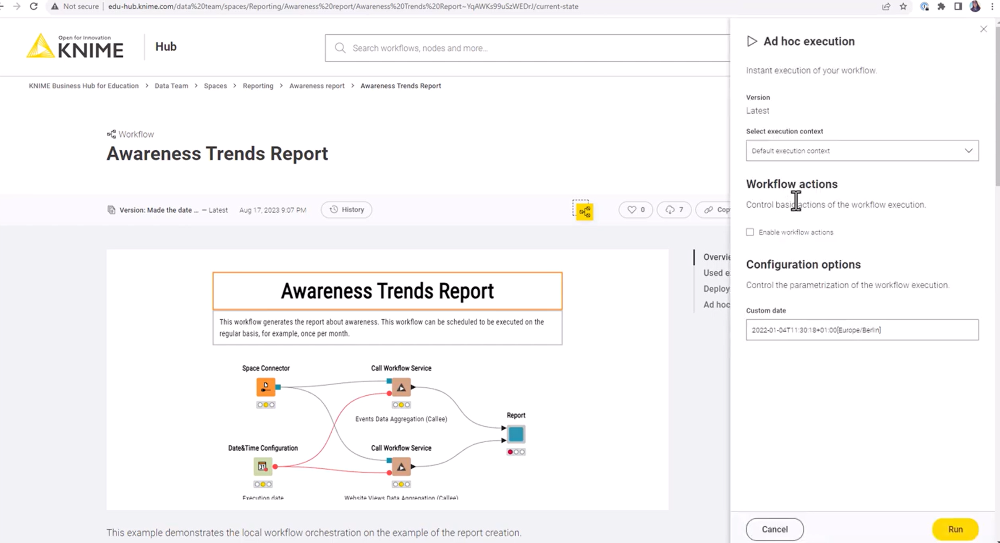 Not secure
edu-hub.knime.com/data%20team/spaces/Reporting/Awareness%20report/Awareness%20Trends%20Report~YqAWKs99uSzWEDrJ/current-state
Open for Innovation
KNIME
Hub
Search workflows, nodes and more...
KNIME Business Hub for Education > Data Team > Spaces > Reporting > Awareness report > Awareness Trends Report
Workflow
Awareness Trends Report
Version: Made the date ... – Latest
Aug 17, 2023 9:07 PM
History
0
7
Cop
Overvie
Used e
Deploy
Ad hoc
Awareness Trends Report
This workflow generates the report about awareness. This workflow can be scheduled to be executed on the
regular basis, for example, once per month.
Space Connector
Call Workflow Service
Events Data Aggregation (Callee)
Report
Date&Time Configuration
31
Call Workflow Service
Execution date
Website Views Data Aggregation (Callee)
This example demonstrates the local workflow orchestration on the example of the report creation.
Ad hoc execution
Instant execution of your workflow.
Version
Latest
Select execution context
Default execution context
Workflow actions
Control basic actions of the workflow execution.
Enable workflow actions
Configuration options
Control the parametrization of the workflow execution.
Custom date
2022-01-04T11:30:18+01:00[Europe/Berlin]
Cancel
Run